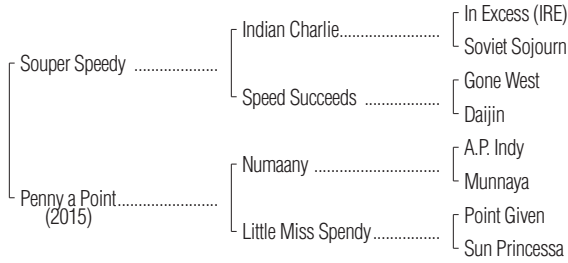 In Excess (IRE)
Indian Charlie..................
Soviet Sojourn
Souper Speedy ...............
Gone West
Speed Succeeds .............
Daijin
A.P. Indy
Numaany ......................
Munnaya
Penny a Point..................
(2015)
Point Given
Little Miss Spendy............
Sun Princessa